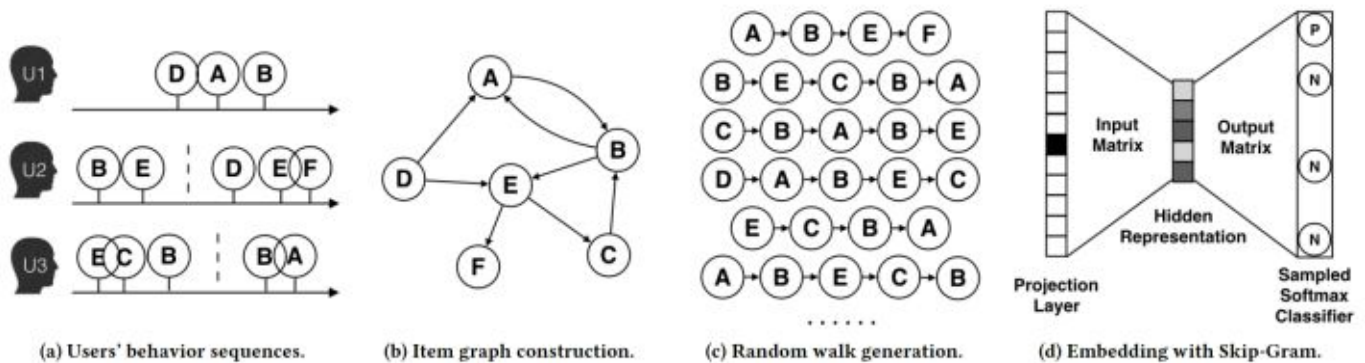 U1
D A B
U2
B E D E F
U3
E C B B A
(a) Users' behavior sequences.
A
B
D
E
F
C
(b) Item graph construction.
A B E F
B E C B A
C B A B E
D A B E C
E C B A
A B E C B
......
(c) Random walk generation.
P
N
N
N
Input
Matrix
Output
Matrix
Hidden
Representation
Projection
Layer
Sampled
Softmax
Classifier
(d) Embedding with Skip-Gram.